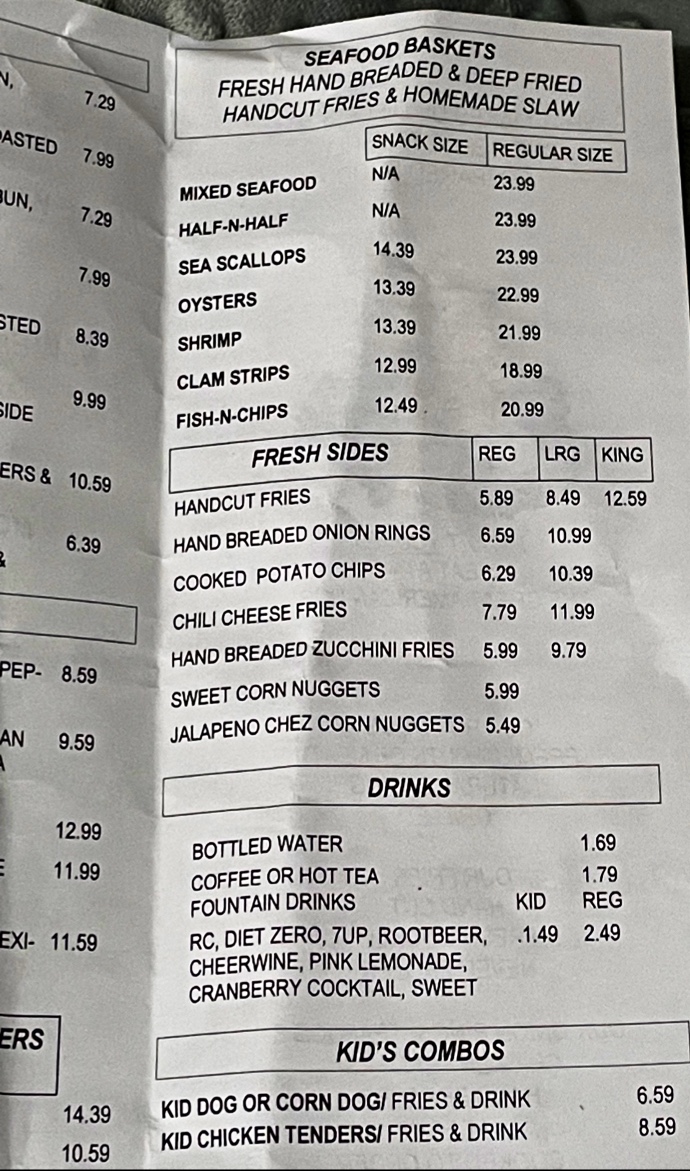 N,
7.29
ASTED 7.99
BUN, 7.29
7.99
STED 8.39
9.99
SIDE
ERS & 10.59
6.39
&
PEP- 8.59
AN 9.59
A
12.99
E 11.99
EXI- 11.59
ERS
14.39
10.59
SEAFOOD BASKETS
FRESH HAND BREADED & DEEP FRIED
HANDCUT FRIES & HOMEMADE SLAW
SNACK SIZE REGULAR SIZE
MIXED SEAFOOD N/A 23.99
HALF-N-HALF N/A 23.99
SEA SCALLOPS 14.39 23.99
OYSTERS 13.39 22.99
SHRIMP 13.39 21.99
CLAM STRIPS 12.99 18.99
FISH-N-CHIPS 12.49 20.99
FRESH SIDES REG LRG KING
HANDCUT FRIES 5.89 8.49 12.59
HAND BREADED ONION RINGS 6.59 10.99
COOKED POTATO CHIPS 6.29 10.39
CHILI CHEESE FRIES 7.79 11.99
HAND BREADED ZUCCHINI FRIES 5.99 9.79
SWEET CORN NUGGETS 5.99
JALAPENO CHEZ CORN NUGGETS 5.49
DRINKS
BOTTLED WATER 1.69
COFFEE OR HOT TEA 1.79
FOUNTAIN DRINKS KID REG
RC, DIET ZERO, 7UP, ROOTBEER, .1.49 2.49
CHEERWINE, PINK LEMONADE,
CRANBERRY COCKTAIL, SWEET
KID'S COMBOS
KID DOG OR CORN DOG/ FRIES & DRINK 6.59
KID CHICKEN TENDERS/ FRIES & DRINK 8.59